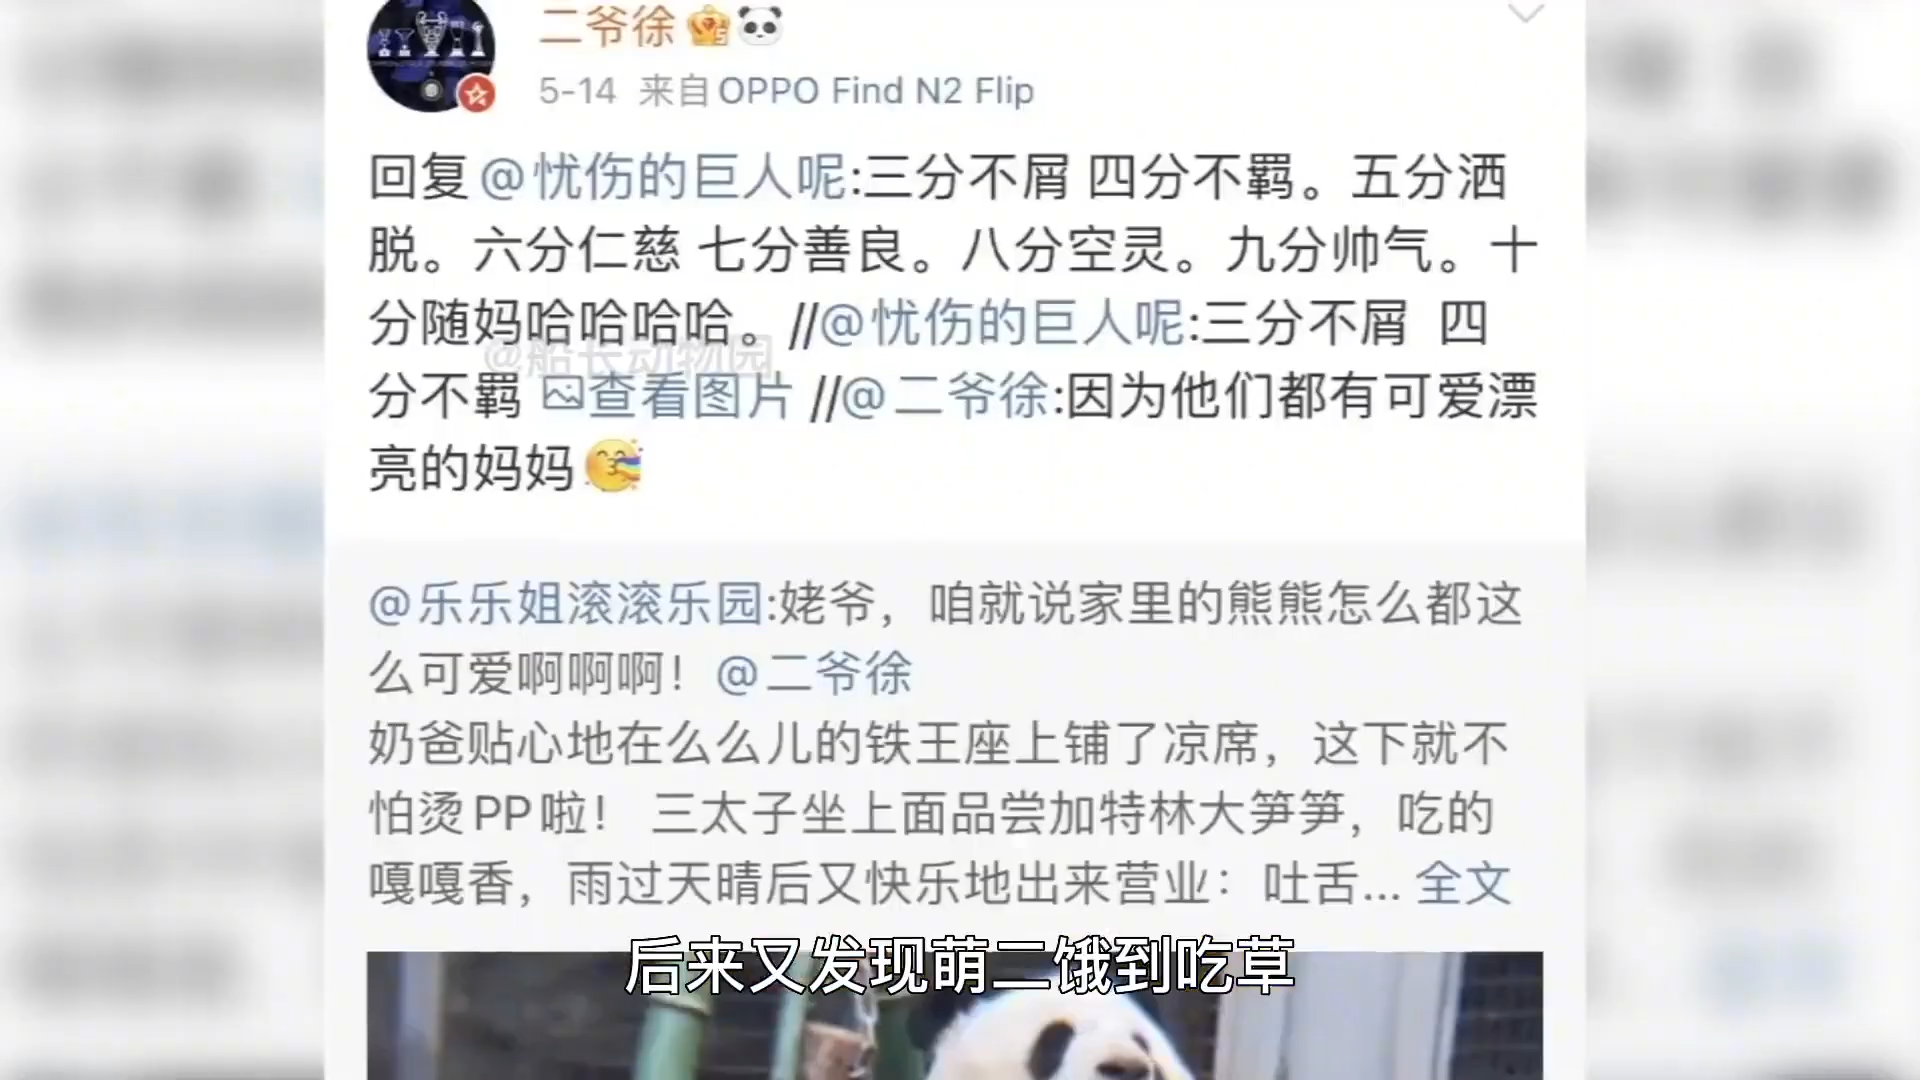 二爷徐
5-14 来自 OPPO Find N2 Flip
回复@忧伤的巨人呢:三分不屑 四分不羁。五分洒
脱。六分仁慈 七分善良。八分空灵。九分帅气。十
分随妈哈哈哈哈。//@忧伤的巨人呢:三分不屑 四
@船长动物园
分不羁 查看图片 //@二爷徐:因为他们都有可爱漂
亮的妈妈
@乐乐姐滚滚乐园:姥爷，咱就说家里的熊熊怎么都这
么可爱啊啊啊！@二爷徐
奶爸贴心地在么么儿的铁王座上铺了凉席，这下就不
怕烫PP啦！ 三太子坐上面品尝加特林大笋笋，吃的
嘎嘎香，雨过天晴后又快乐地出来营业：吐舌... 全文
后来又发现萌二饿到吃草